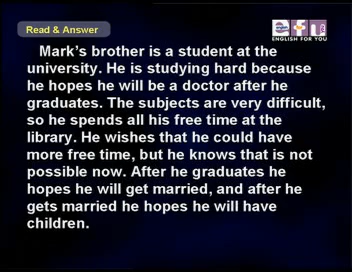 Read & Answer
efu
ENGLISH FOR YOU
Mark's brother is a student at the
university. He is studying hard because
he hopes he will be a doctor after he
graduates. The subjects are very difficult,
so he spends all his free time at the
library. He wishes that he could have
more free time, but he knows that is not
possible now. After he graduates he
hopes he will get married, and after he
gets married he hopes he will have
children.